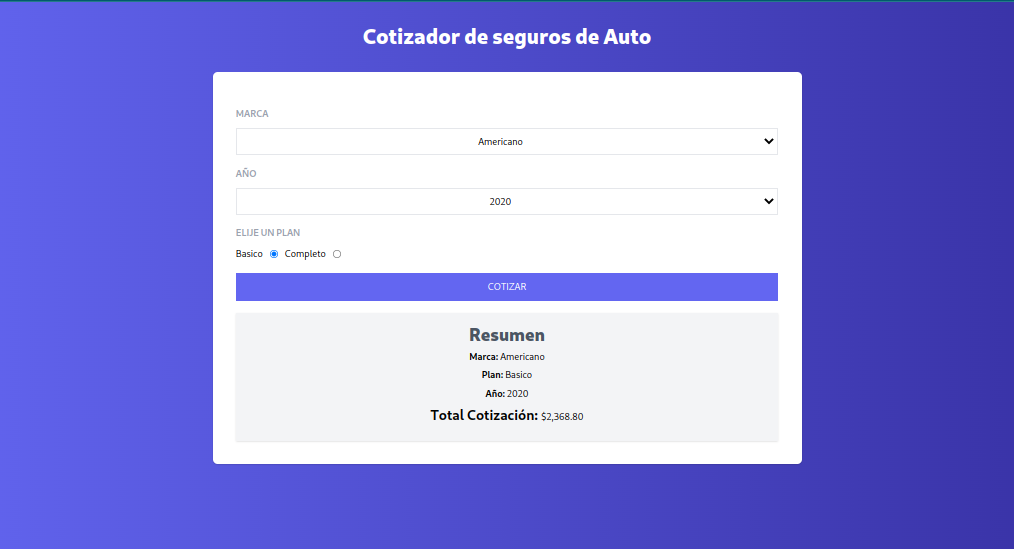 Cotizador de seguros de Auto
MARCA
Americano
AÑO
2020
ELIJE UN PLAN
Basico Completo
COTIZAR
Resumen
Marca: Americano
Plan: Basico
Año: 2020
Total Cotización: $2,368.80